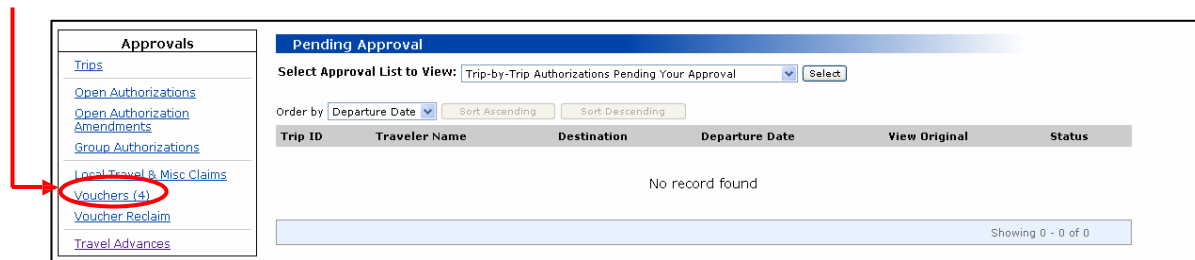 Approvals
Trips
Open Authorizations
Open Authorization
Amendments
Group Authorizations
Local Travel & Misc Claims
Vouchers (4)
Voucher Reclaim
Travel Advances
Pending Approval
Select Approval List to View: Trip-by-Trip Authorizations Pending Your Approval Select
Order by Departure Date Sort Ascending Sort Descending
Trip ID Traveler Name Destination Departure Date View Original Status
No record found
Showing 0 - 0 of 0